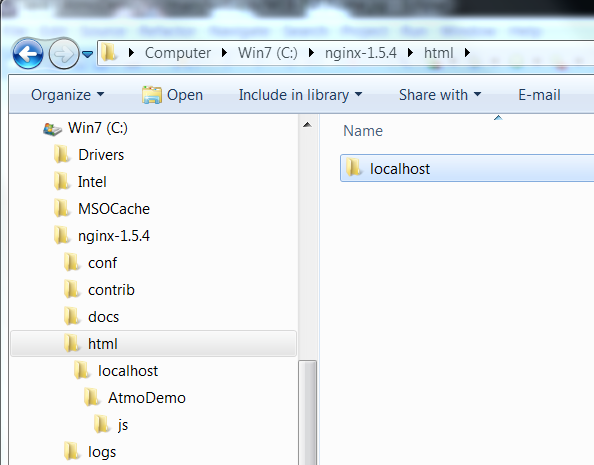 Computer Win7 (C:) nginx-1.5.4 html
Organize Open Include in library Share with E-mail
Win7 (C:)
Drivers
Intel
MSOCache
nginx-1.5.4
conf
contrib
docs
html
localhost
AtmoDemo
js
logs
Name
localhost